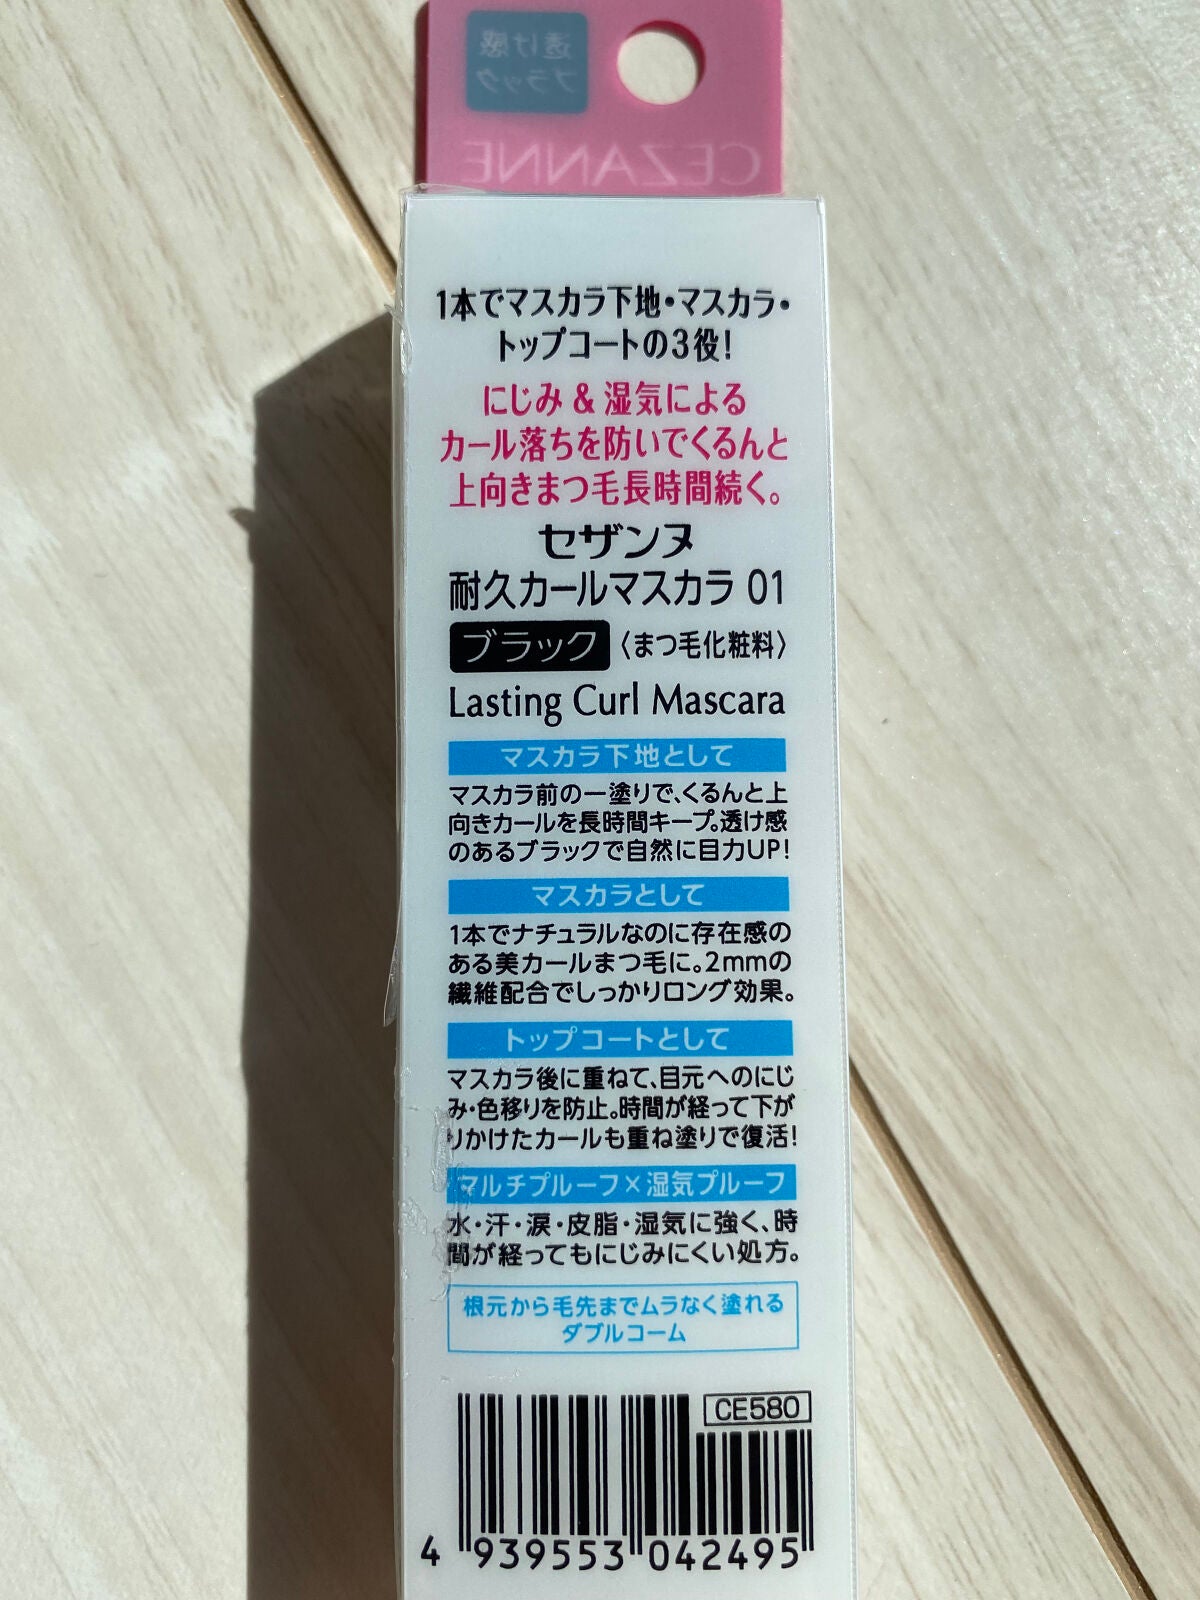 透け感
ブラック
CEZANNE
1本でマスカラ下地・マスカラ・
トップコートの3役!
にじみ & 湿気による
カール落ちを防いでくるんと
上向きまつ毛長時間続く。
セザンヌ
耐久カールマスカラ 01
ブラック 〈まつ毛化粧料〉
Lasting Curl Mascara
マスカラ下地として
マスカラ前の一塗りで、くるんと上
向きカールを長時間キープ。透け感
のあるブラックで自然に目力UP!
マスカラとして
1本でナチュラルなのに存在感の
ある美カールまつ毛に。2mmの
繊維配合でしっかりロング効果。
トップコートとして
マスカラ後に重ねて、目元へのにじ
み・色移りを防止。時間が経って下が
りかけたカールも重ね塗りで復活!
マルチプルーフ×湿気プルーフ
水・汗・涙・皮脂・湿気に強く、時
間が経ってもにじみにくい処方。
根元から毛先までムラなく塗れる
ダブルコーム
CE580
4 939553 042495